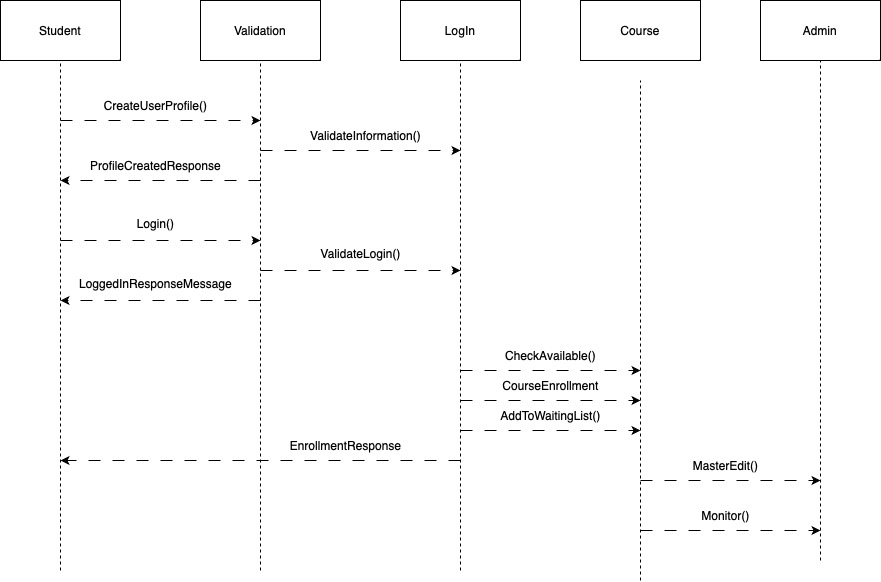 Student
Validation
LogIn
Course
Admin
CreateUserProfile()
ValidateInformation()
ProfileCreatedResponse
Login()
ValidateLogin()
LoggedInResponseMessage
CheckAvailable()
CourseEnrollment
AddToWaitingList()
EnrollmentResponse
MasterEdit()
Monitor()